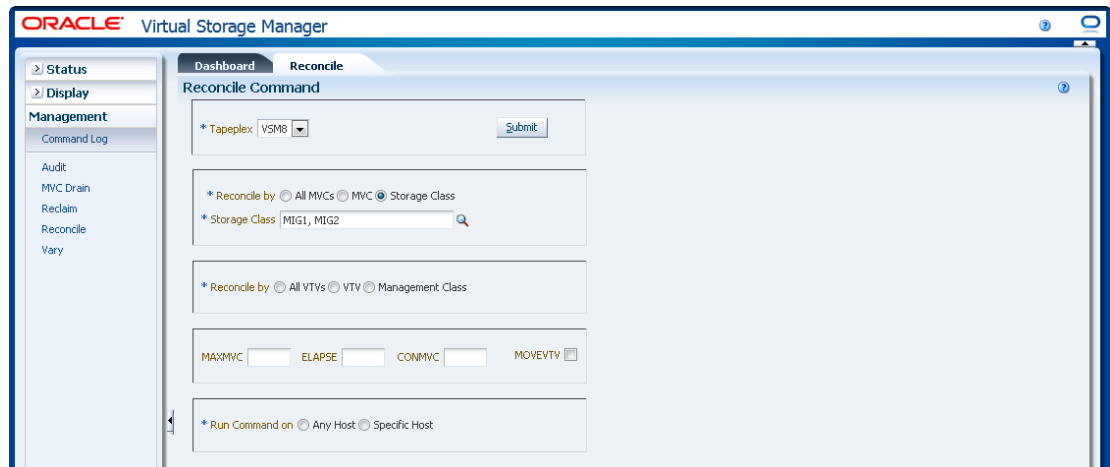 ORACLE® Virtual Storage Manager
Status
Display
Management
Command Log
Audit
MVC Drain
Reclaim
Reconcile
Vary
Dashboard Reconcile
Reconcile Command
* Tapeplex VSM8 Submit
* Reconcile by All MVCs MVC Storage Class
* Storage Class MIG1, MIG2
* Reconcile by All VTVs VTV Management Class
MAXMVC ELAPSE CONMVC MOVEVTV
* Run Command on Any Host Specific Host